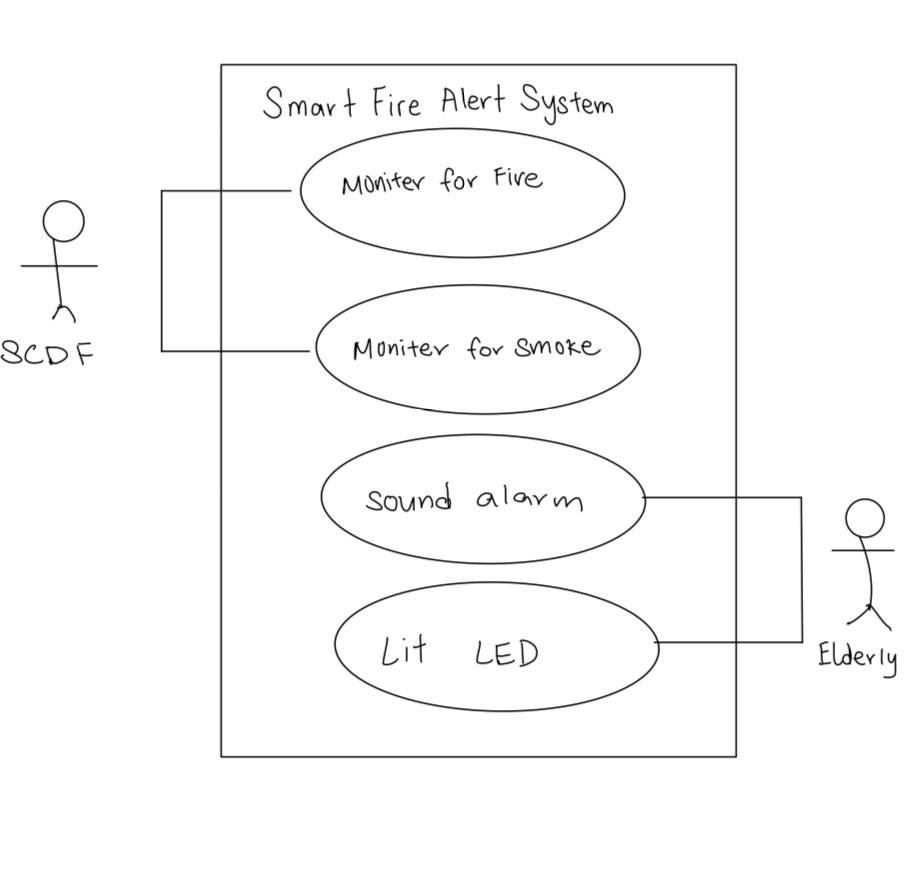 Smart Fire Alert System
Moniter for Fire
SCDF
Moniter for Smoke
Sound alarm
Lit LED
Elderly